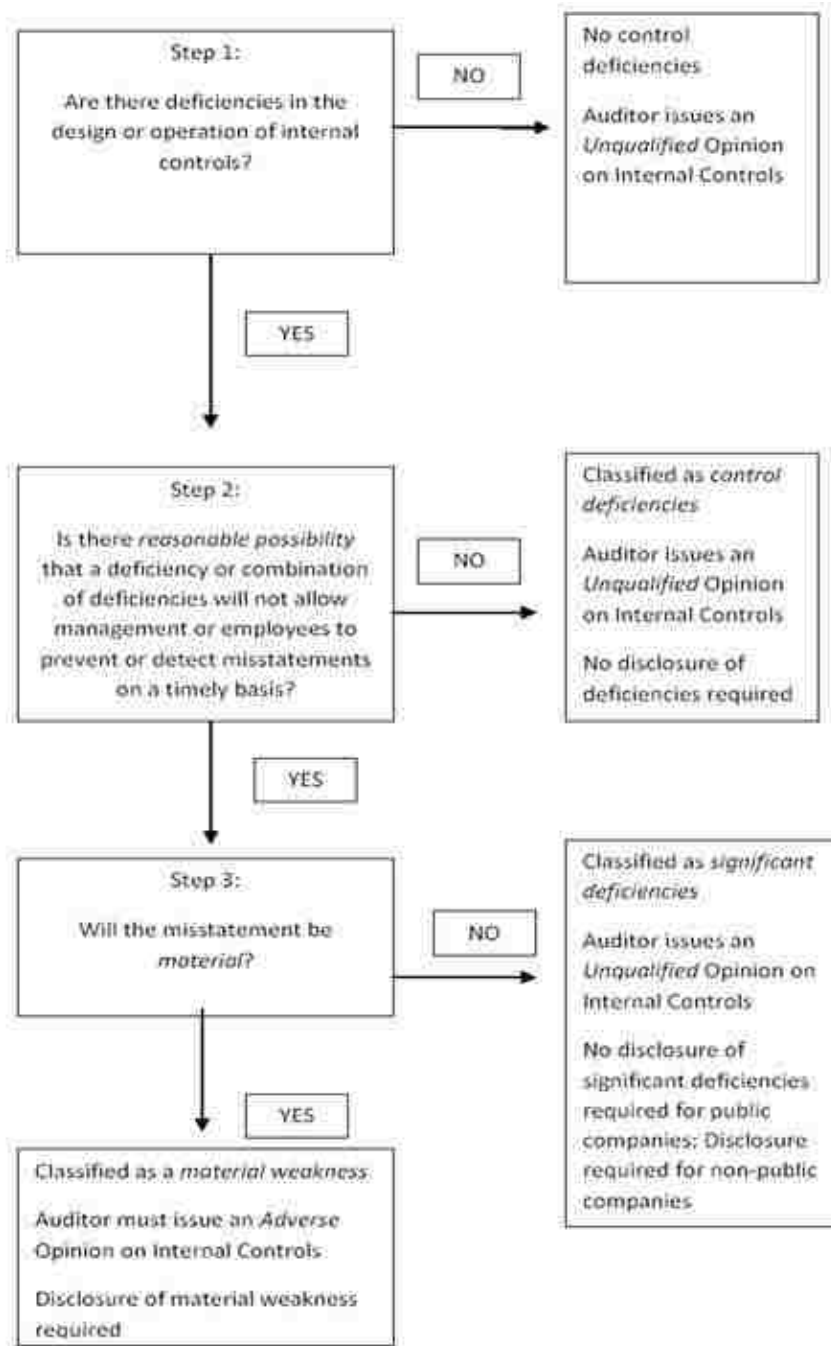 Step 1:
Are there deficiencies in the
design or operation of internal
controls?
NO
No control
deficiencies
Auditor issues an
Unqualified Opinion
on Internal Controls
YES
Step 2:
Is there reasonable possibility
that a deficiency or combination
of deficiencies will not allow
management or employees to
prevent or detect misstatements
on a timely basis?
NO
Classified as control
deficiencies
Auditor issues an
Unqualified Opinion
on Internal Controls
No disclosure of
deficiencies required
YES
Step 3:
Will the misstatement be
material?
NO
Classified as significant
deficiencies
Auditor issues an
Unqualified Opinion on
Internal Controls
No disclosure of
significant deficiencies
required for public
companies; Disclosure
required for non-public
companies
YES
Classified as a material weakness
Auditor must issue an Adverse
Opinion on Internal Controls
Disclosure of material weakness
required